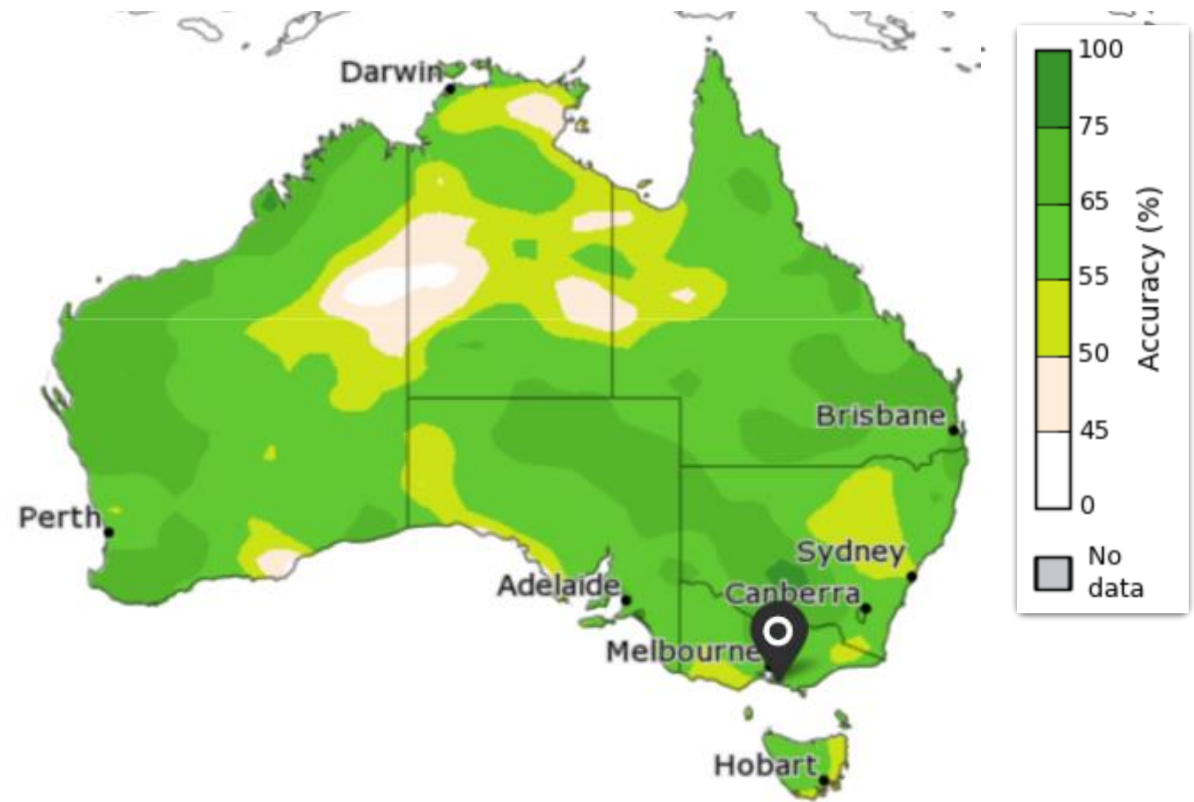 Darwin
Brisbane
Perth
Sydney
Adelaide
Canberra
Melbourne
Hobart
100
75
65
55
50
45
0
Accuracy (%)
No
data